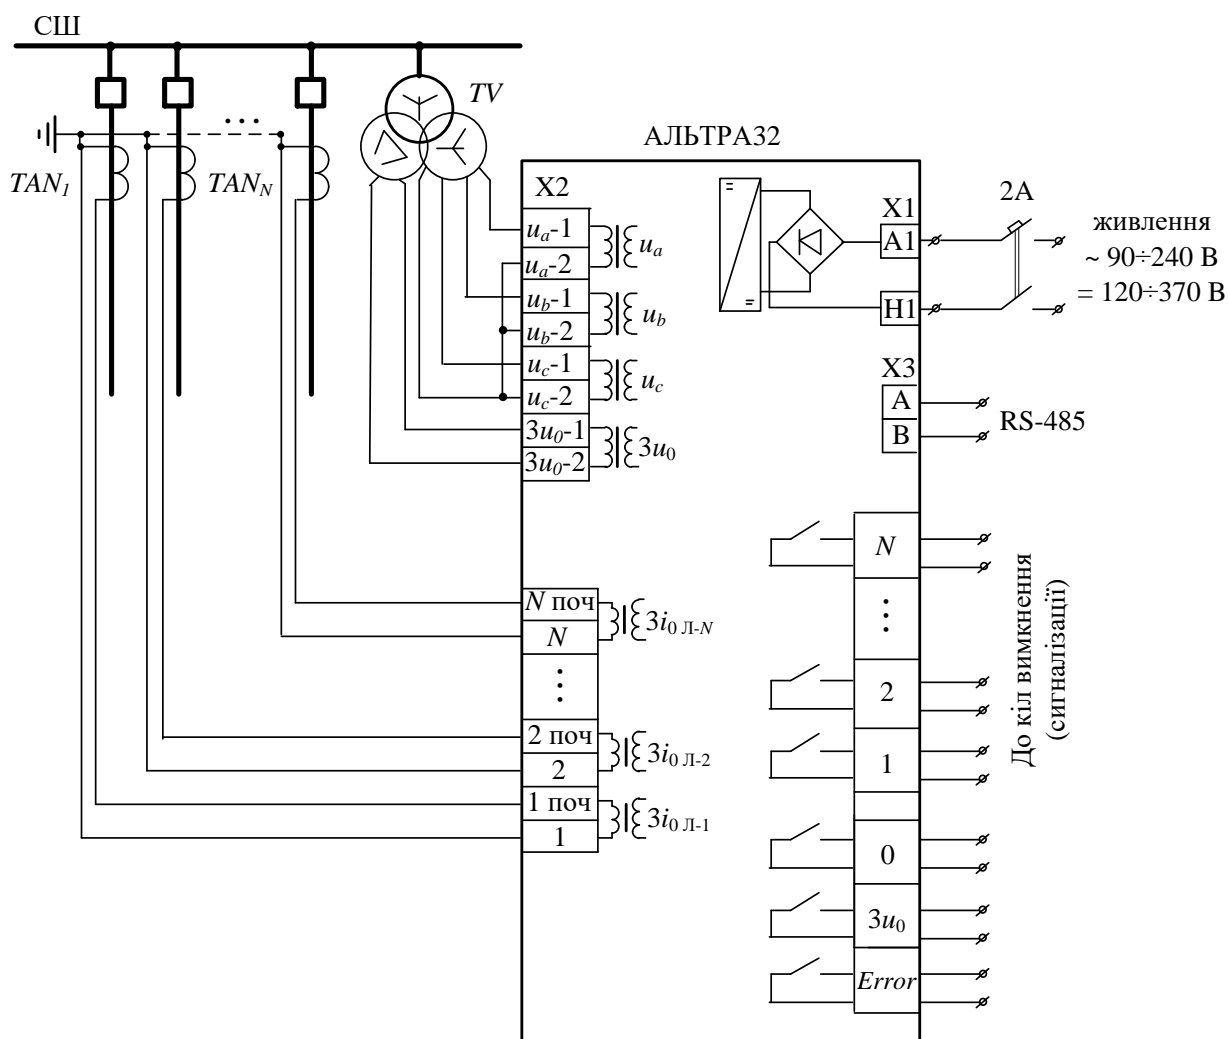 СШ
TV
TAN1
...
TANN
АЛЬТРА32
X2
ua-1
ua-2
ub-1
ub-2
uc-1
uc-2
3u0-1
3u0-2
ua
ub
uc
3u0
X1
A1
H1
2A
живлення
~ 90÷240 В
= 120÷370 В
X3
A
B
RS-485
N поч
N
3i0 Л-N
2 поч
2
3i0 Л-2
1 поч
1
3i0 Л-1
N
2
1
0
3u0
Error
До кіл вимкнення
(сигналізації)